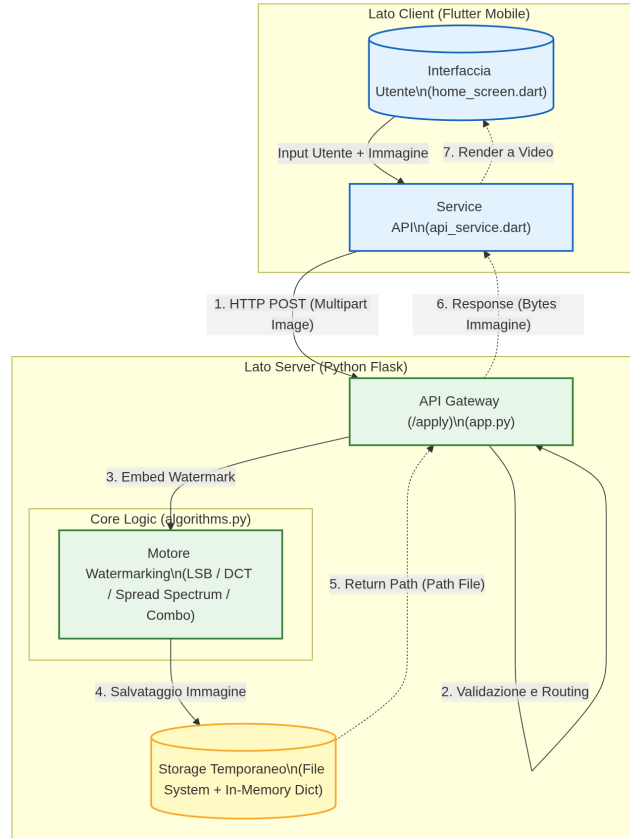 Lato Client (Flutter Mobile)
Interfaccia
Utente\n(home_screen.dart)
Input Utente + Immagine
7. Render a Video
Service
API\n(api_service.dart)
1. HTTP POST (Multipart
Image)
6. Response (Bytes
Immagine)
Lato Server (Python Flask)
API Gateway
(/apply)\n(app.py)
3. Embed Watermark
Core Logic (algorithms.py)
Motore
Watermarking\n(LSB / DCT
/ Spread Spectrum /
Combo)
5. Return Path (Path File)
4. Salvataggio Immagine
2. Validazione e Routing
Storage Temporaneo\n(File
System + In-Memory Dict)